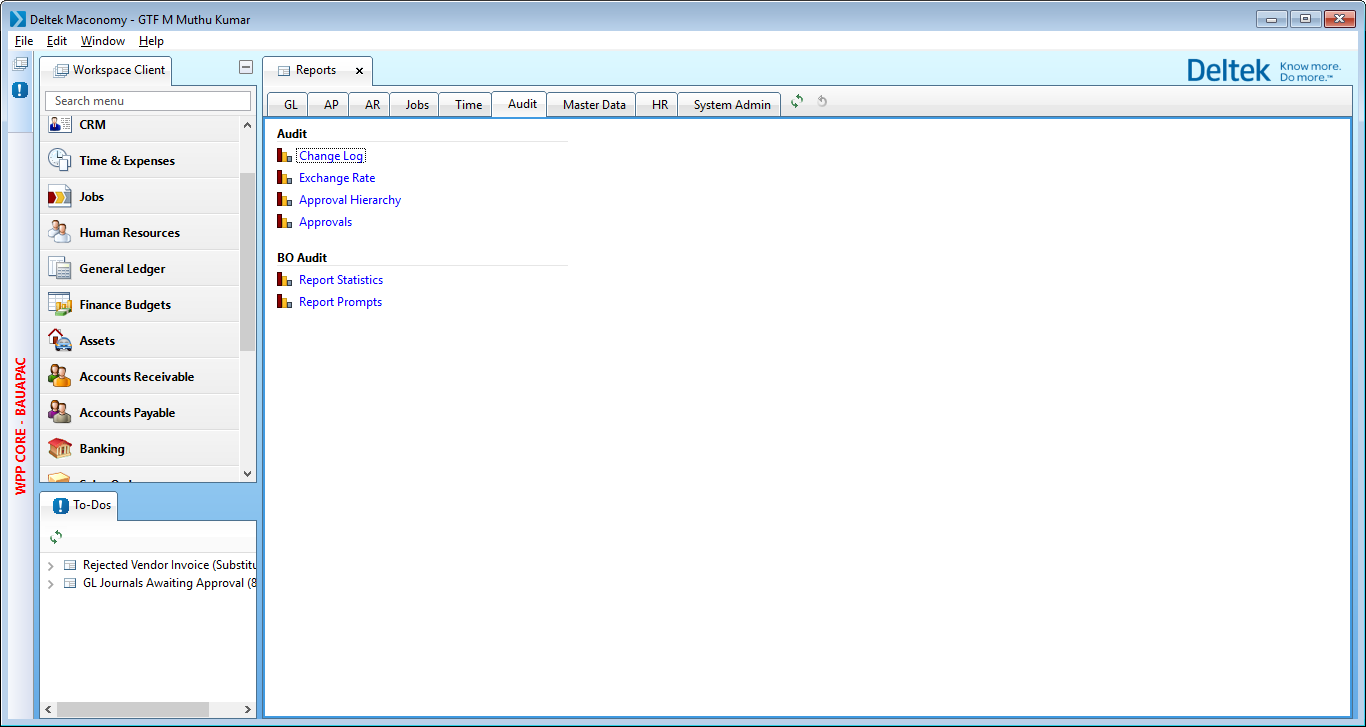 Deltek Maconomy - GTF M Muthu Kumar
File Edit Window Help
Workspace Client
Reports
Deltek Know more. Do more.™
Search menu
GL AP AR Jobs Time Audit Master Data HR System Admin
CRM
Time & Expenses
Jobs
Human Resources
General Ledger
Finance Budgets
Assets
Accounts Receivable
Accounts Payable
Banking
Audit
Change Log
Exchange Rate
Approval Hierarchy
Approvals
BO Audit
Report Statistics
Report Prompts
WPP CORE - BAUAPAC
To-Dos
Rejected Vendor Invoice (Substitu
GL Journals Awaiting Approval (8